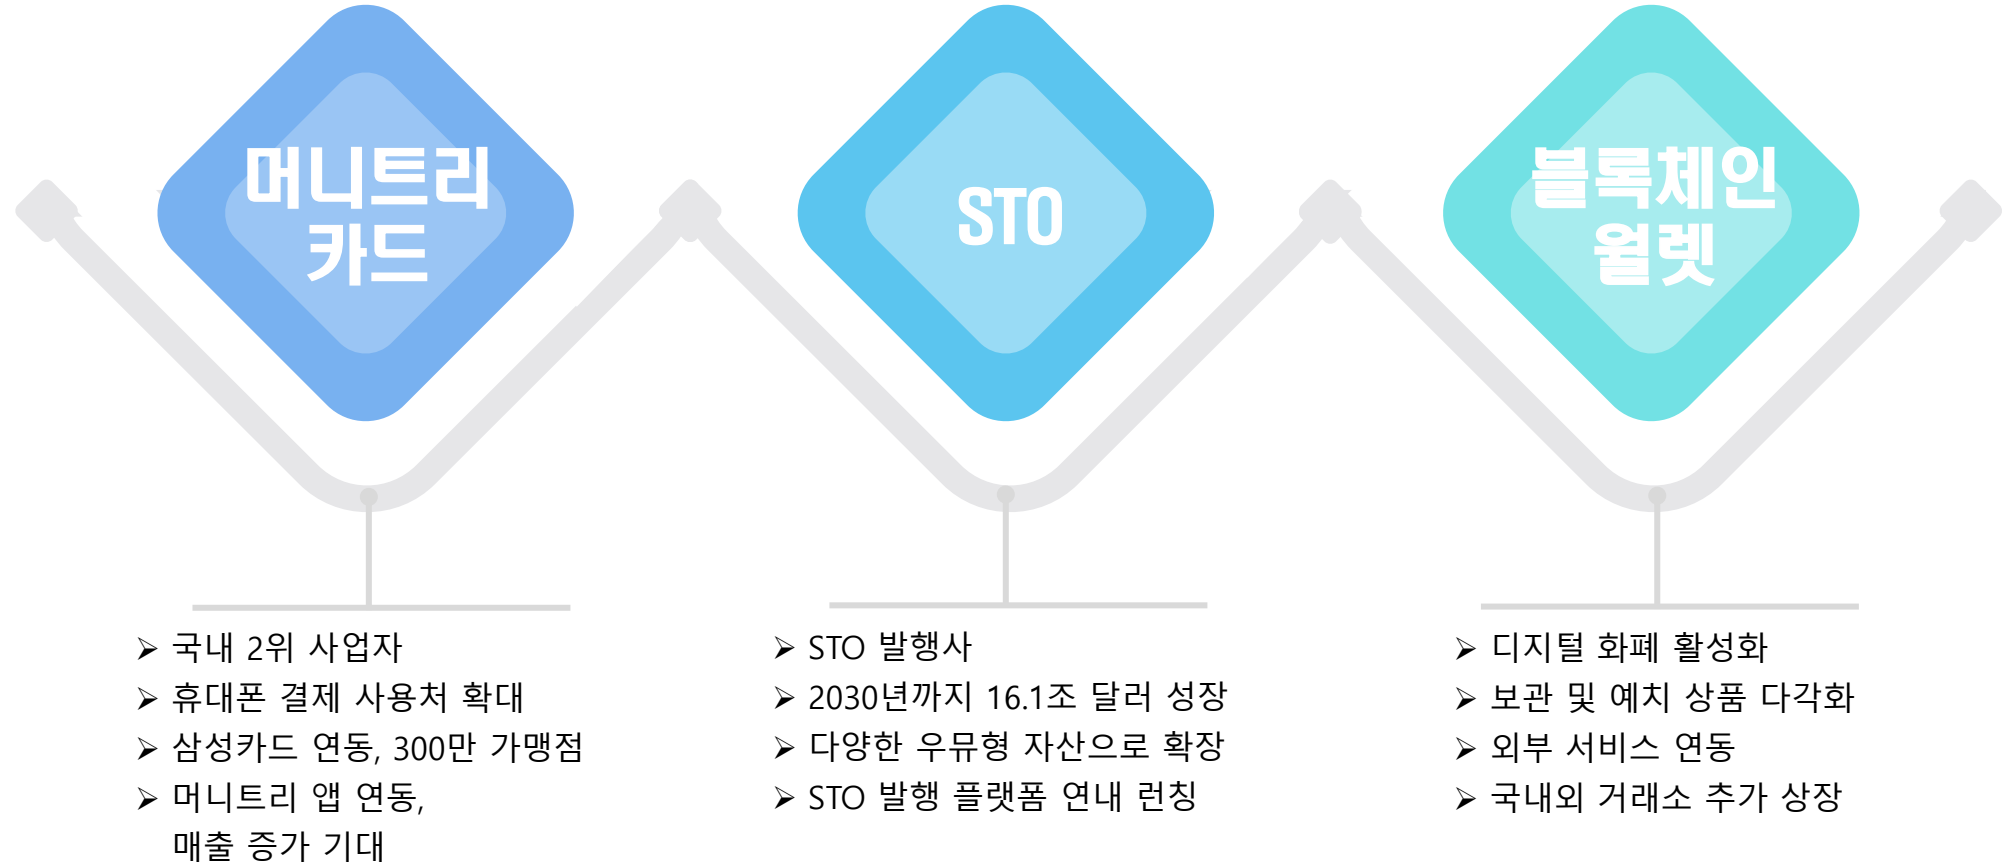 머니트리
카드
STO
블록체인
월렛
➢ 국내 2위 사업자
➢ 휴대폰 결제 사용처 확대
➢ 삼성카드 연동, 300만 가맹점
➢ 머니트리 앱 연동,
매출 증가 기대
➢ STO 발행사
➢ 2030년까지 16.1조 달러 성장
➢ 다양한 우뮤형 자산으로 확장
➢ STO 발행 플랫폼 연내 런칭
➢ 디지털 화폐 활성화
➢ 보관 및 예치 상품 다각화
➢ 외부 서비스 연동
➢ 국내외 거래소 추가 상장